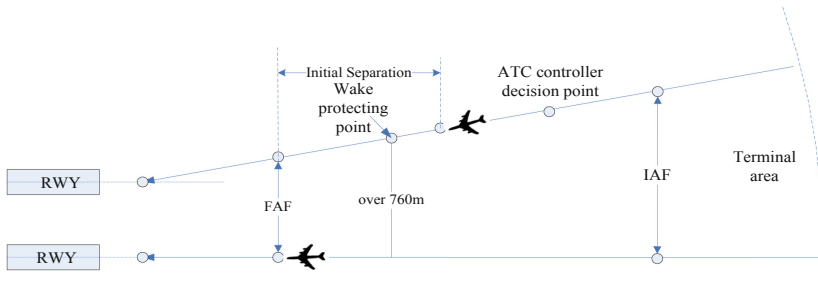 Initial Separation
Wake
protecting
point
ATC controller
decision point
RWY
FAF
over 760m
IAF
Terminal
area
RWY